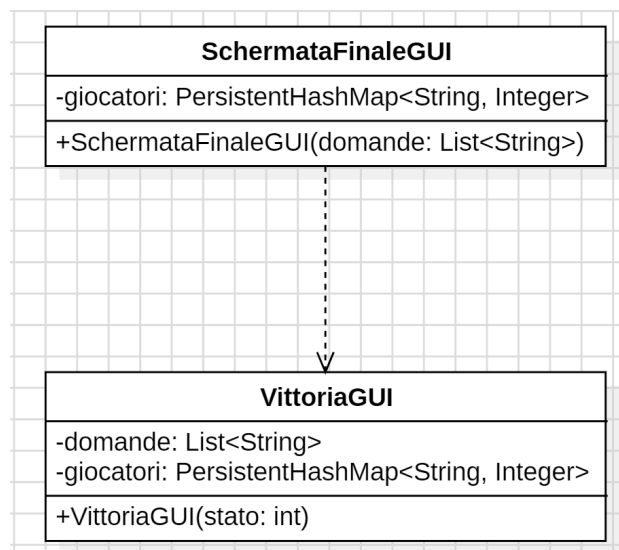 SchermataFinaleGUI
-giocatori: PersistentHashMap<String, Integer>
+SchermataFinaleGUI(domande: List<String>)
VittoriaGUI
-domande: List<String>
-giocatori: PersistentHashMap<String, Integer>
+VittoriaGUI(stato: int)